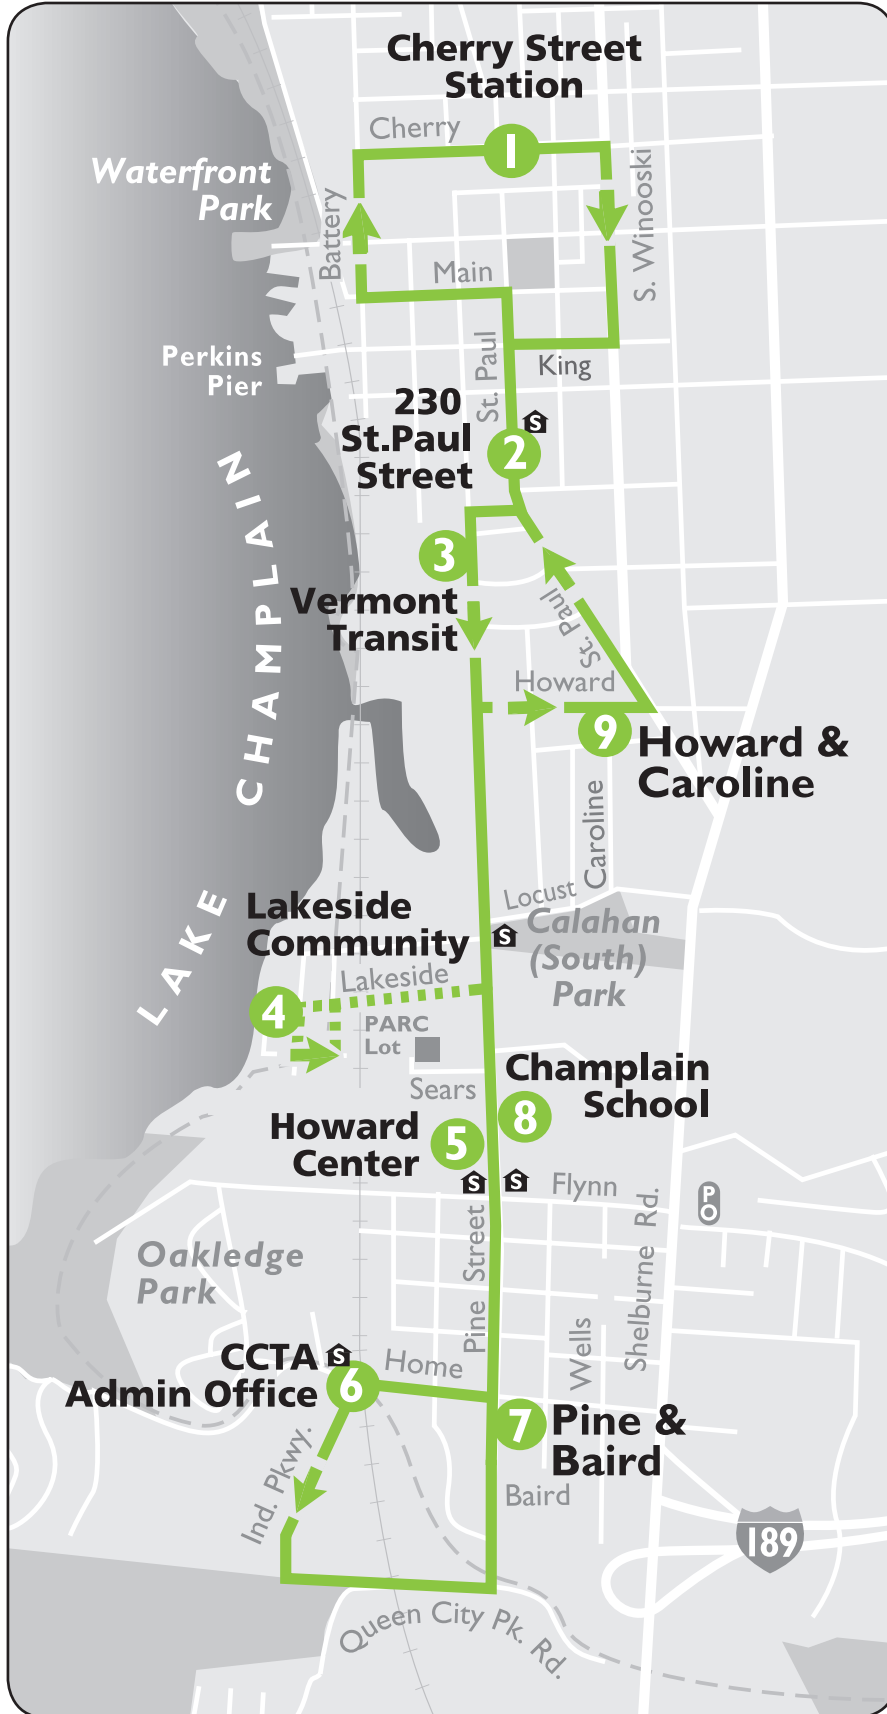 Cherry Street
Station
Cherry
1
Waterfront
Park
Battery
S. Winooski
Main
St. Paul
King
Perkins
Pier
230
St.Paul
Street
S
2
3
Vermont
Transit
St. Paul
Howard
9
Howard &
Caroline
Caroline
LAKE CHAMPLAIN
Locust
Lakeside
Community
S
Calahan
(South)
Park
Lakeside
4
PARC
Lot
Sears
Champlain
School
8
Howard
Center
5
S
S
Flynn
P
O
Pine Street
Shelburne Rd.
Wells
Oakledge
Park
CCTA
Admin Office
S
6
Home
7
Pine &
Baird
Baird
Ind. Pkwy.
189
Queen City Pk. Rd.